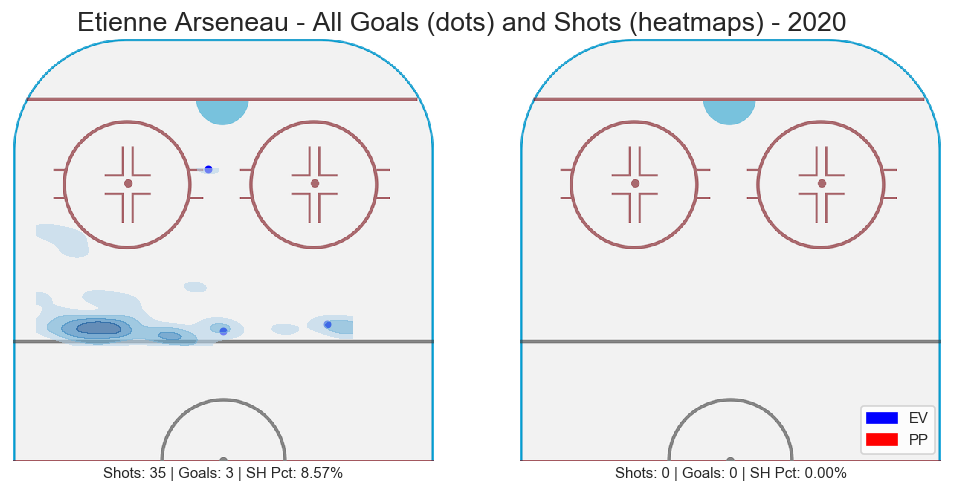 Etienne Arseneau - All Goals (dots) and Shots (heatmaps) - 2020
EV
PP
Shots: 35 | Goals: 3 | SH Pct: 8.57%
Shots: 0 | Goals: 0 | SH Pct: 0.00%